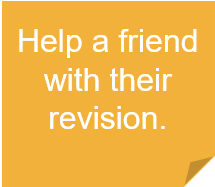 Help a friend
with their
revision.